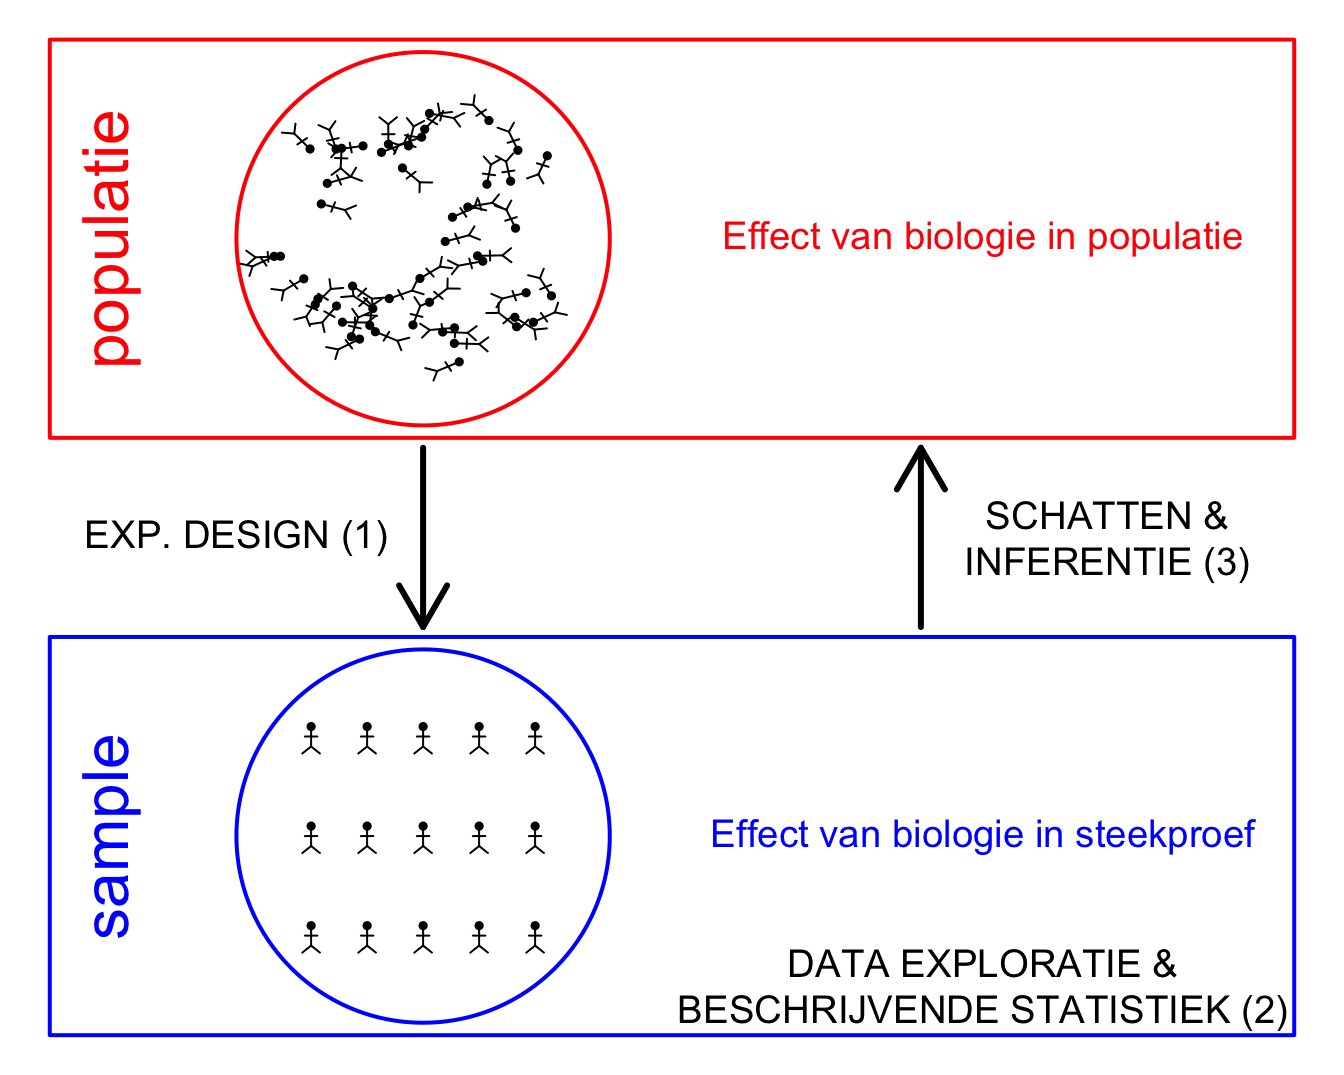 populatie
Effect van biologie in populatie
EXP. DESIGN (1)
SCHATTEN &
INFERENTIE (3)
sample
Effect van biologie in steekproef
DATA EXPLORATIE &
BESCHRIJVENDE STATISTIEK (2)